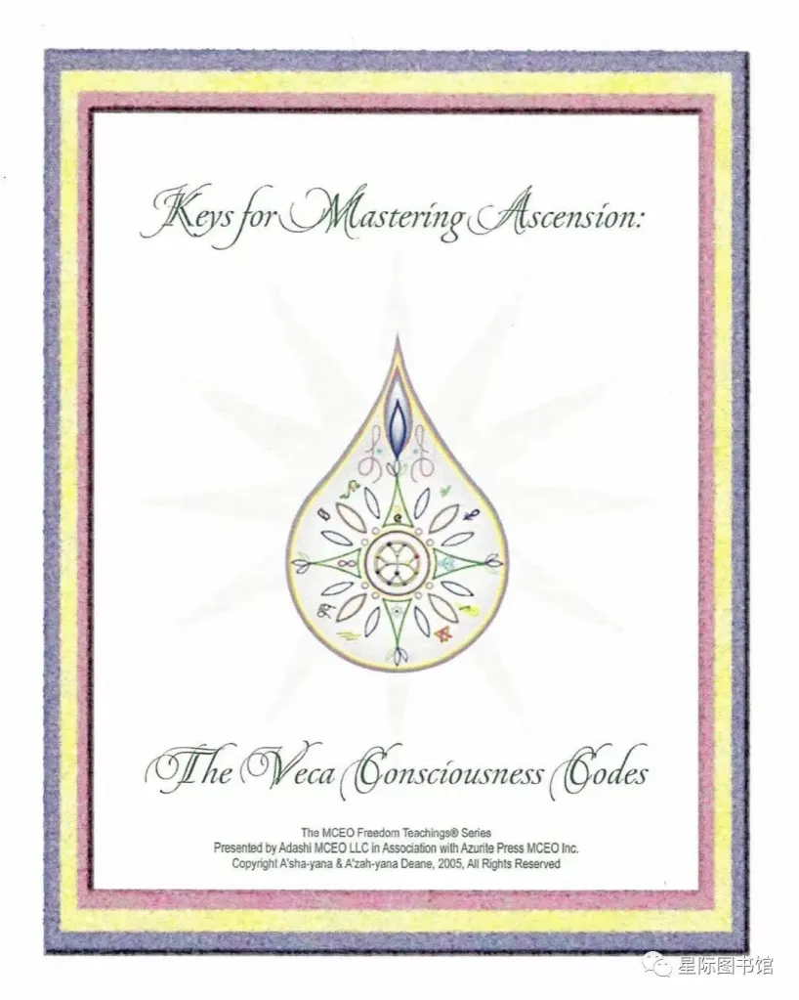 Keys for Mastering Ascension:
The Veca Consciousness Codes
The MCEO Freedom Teachings® Series
Presented by Adashi MCEO LLC in Association with Azurite Press MCEO Inc.
Copyright A'sha-yana & A'zah-yana Deane, 2005, All Rights Reserved
星际图书馆